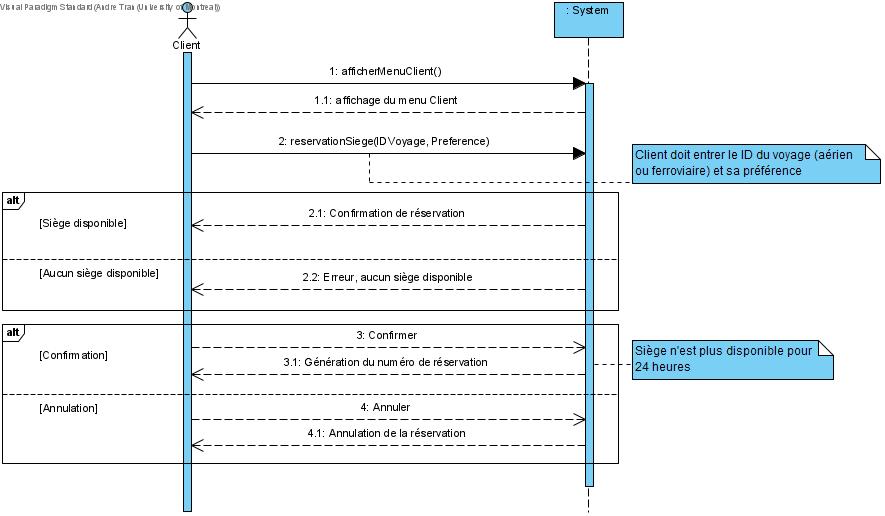 Visual Paradigm Standard (Andre Tran (University of Montreal))
: System
Client
1: afficherMenuClient()
1.1: affichage du menu Client
2: reservationSiege(IDVoyage, Preference)
Client doit entrer le ID du voyage (aérien
ou ferroviaire) et sa préférence
alt
2.1: Confirmation de réservation
[Siège disponible]
[Aucun siège disponible]
2.2: Erreur, aucun siège disponible
alt
3: Confirmer
[Confirmation]
3.1: Génération du numéro de réservation
Siège n'est plus disponible pour
24 heures
[Annulation]
4: Annuler
4.1: Annulation de la réservation